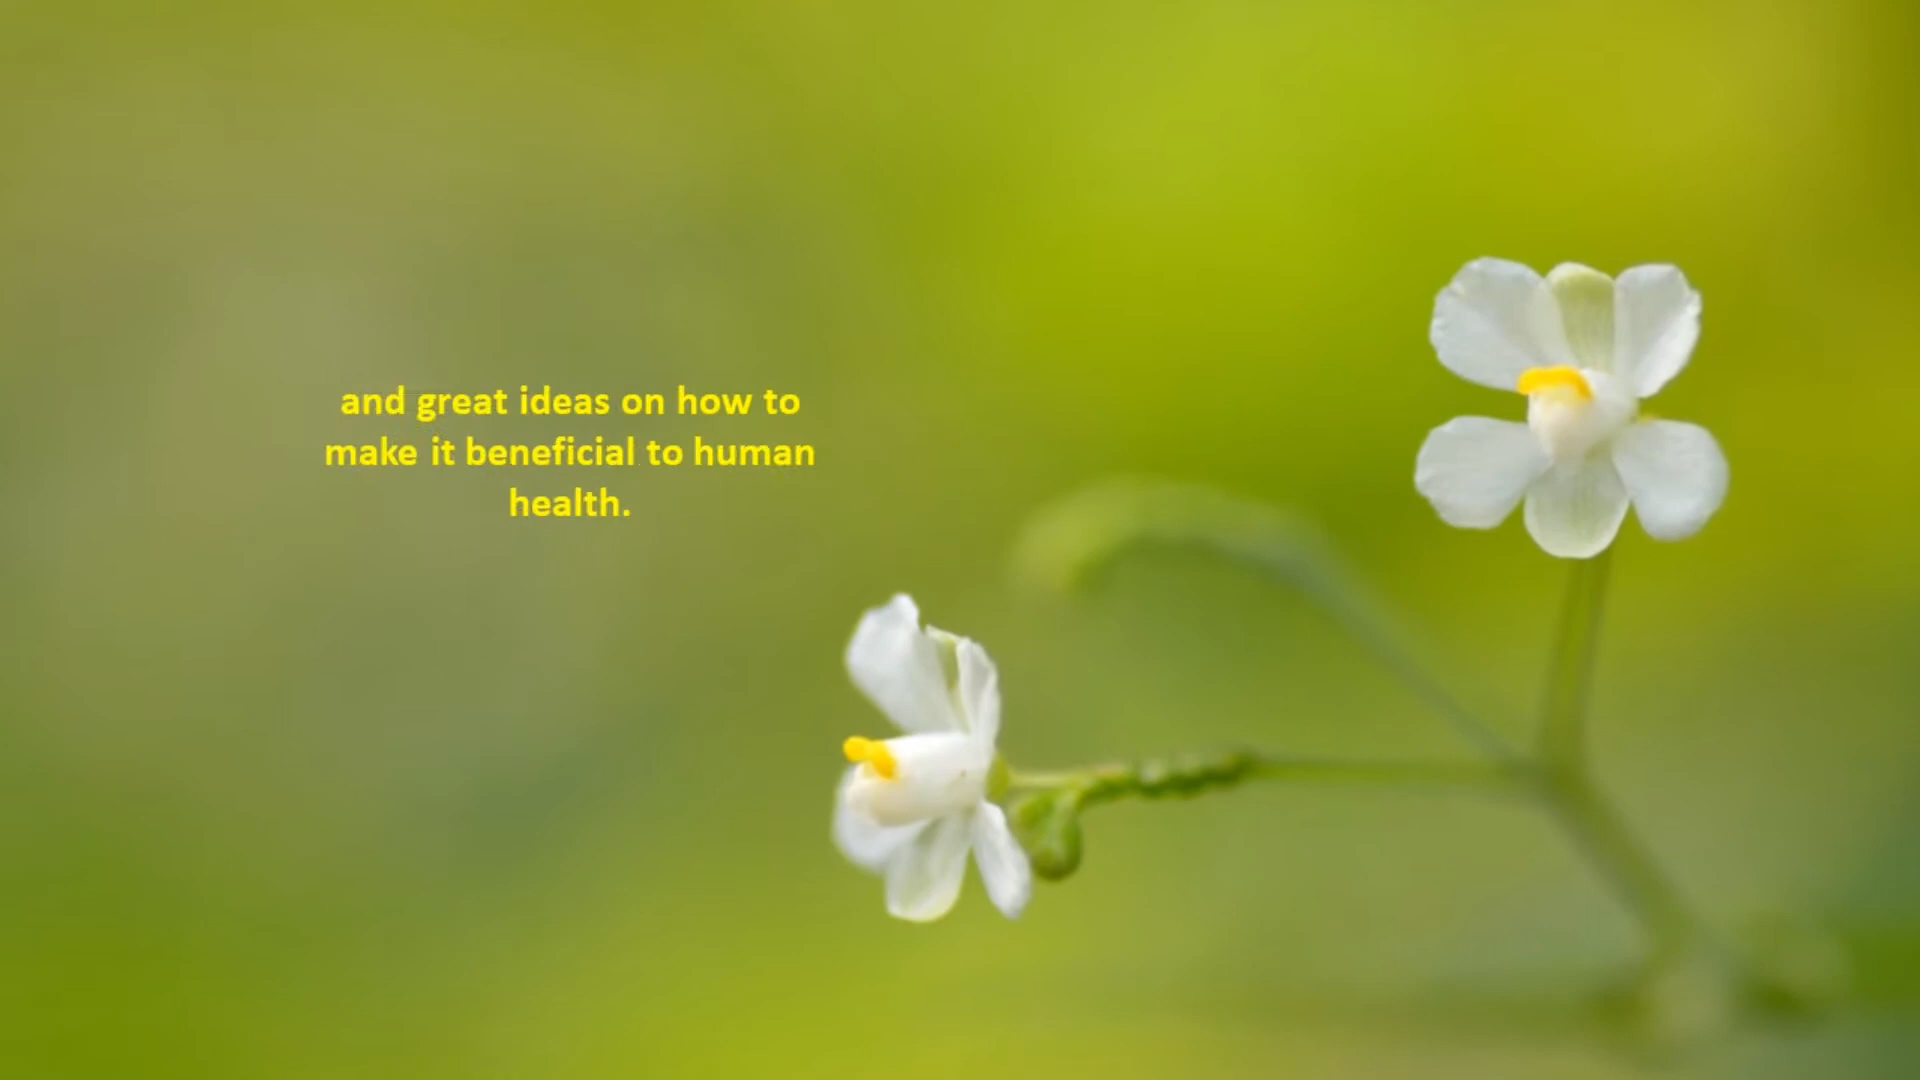 and great ideas on how to
make it beneficial to human
health.